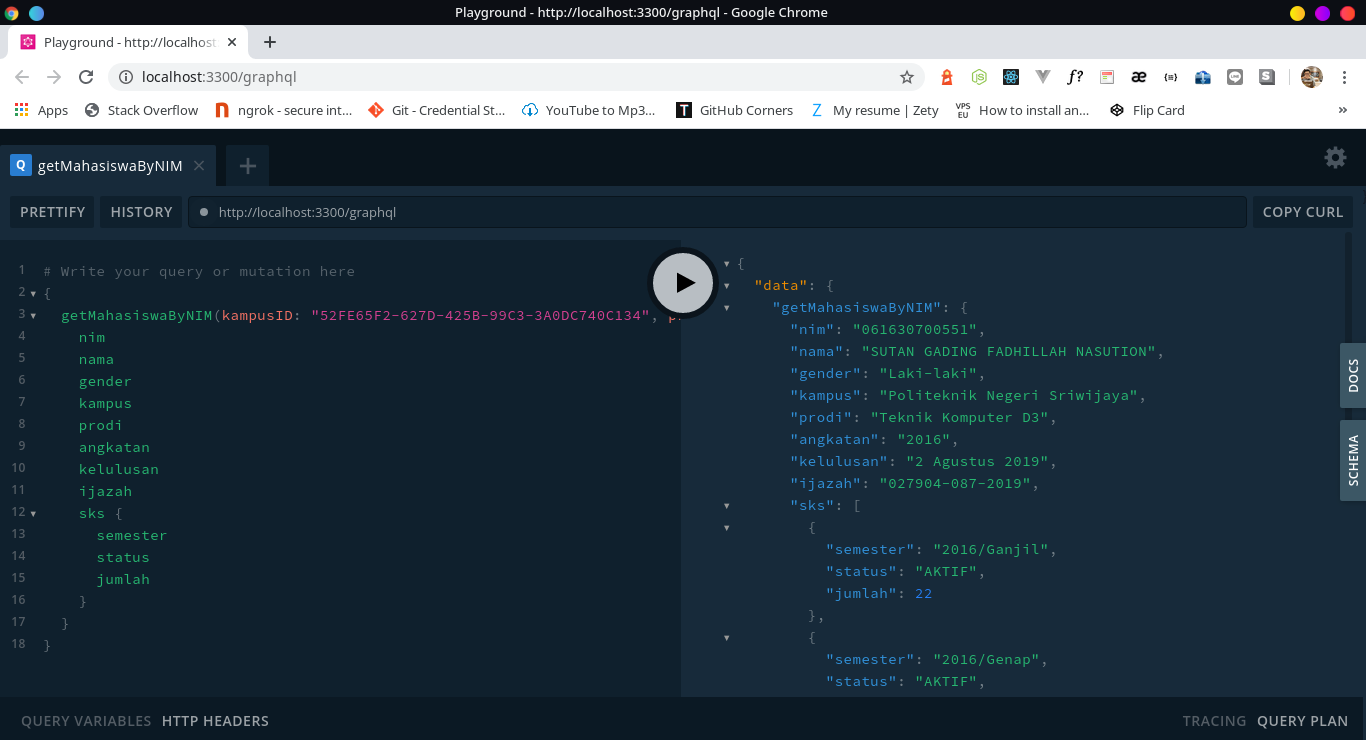 Playground - http://localhost:3300/graphql - Google Chrome
Playground - http://localhost:
localhost:3300/graphql
f?
æ
{=}
LINE
S
Apps
Stack Overflow
ngrok - secure int...
Git - Credential St...
YouTube to Mp3...
T GitHub Corners
Z My resume | Zety
VPS EU How to install an...
Flip Card
»
Q getMahasiswaByNIM
PRETTIFY
HISTORY
http://localhost:3300/graphql
COPY CURL
1 # Write your query or mutation here
2 {
3 getMahasiswaByNIM(kampusID: "52FE65F2-627D-425B-99C3-3A0DC740C134", p
4 nim
5 nama
6 gender
7 kampus
8 prodi
9 angkatan
10 kelulusan
11 ijazah
12 sks {
13 semester
14 status
15 jumlah
16 }
17 }
18 }
{
"data": {
"getMahasiswaByNIM": {
"nim": "061630700551",
"nama": "SUTAN GADING FADHILLAH NASUTION",
"gender": "Laki-laki",
"kampus": "Politeknik Negeri Sriwijaya",
"prodi": "Teknik Komputer D3",
"angkatan": "2016",
"kelulusan": "2 Agustus 2019",
"ijazah": "027904-087-2019",
"sks": [
{
"semester": "2016/Ganjil",
"status": "AKTIF",
"jumlah": 22
},
{
"semester": "2016/Genap",
"status": "AKTIF",
DOCS
SCHEMA
QUERY VARIABLES
HTTP HEADERS
TRACING
QUERY PLAN